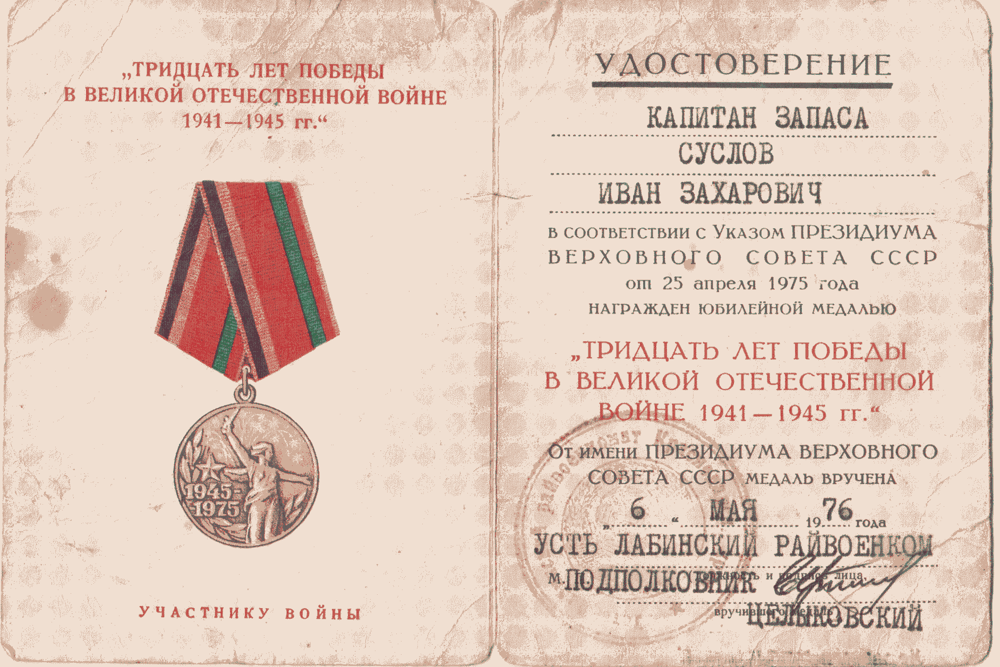 „ТРИДЦАТЬ ЛЕТ ПОБЕДЫ
В ВЕЛИКОЙ ОТЕЧЕСТВЕННОЙ ВОЙНЕ
1941—1945 гг.“
1945-
1975
УЧАСТНИКУ ВОЙНЫ
УДОСТОВЕРЕНИЕ
КАПИТАН ЗАПАСА
СУСЛОВ
ИВАН ЗАХАРОВИЧ
в соответствии с Указом ПРЕЗИДИУМА
ВЕРХОВНОГО СОВЕТА СССР
от 25 апреля 1975 года
НАГРАЖДЕН ЮБИЛЕЙНОЙ МЕДАЛЬЮ
„ТРИДЦАТЬ ЛЕТ ПОБЕДЫ
В ВЕЛИКОЙ ОТЕЧЕСТВЕННОЙ
ВОЙНЕ 1941—1945 гг.“
От имени ПРЕЗИДИУМА ВЕРХОВНОГО
СОВЕТА СССР МЕДАЛЬ ВРУЧЕНА
„ 6 “ МАЯ 1976 года
УСТЬ ЛАБИНСКИЙ РАЙВОЕНКОМ
должность и подпись лица,
М. ПОДПОЛКОВНИК
вручившего медаль
ЦЕЛЫКОВСКИЙ